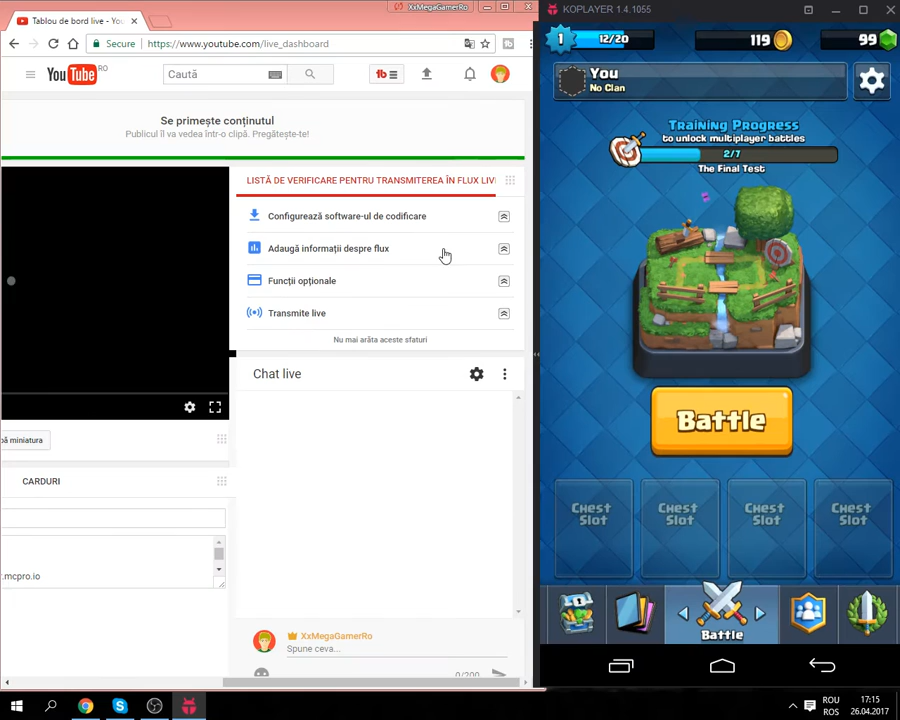 XxMegaGamerRo
Tablou de bord live - You
Secure
https://www.youtube.com/live_dashboard
YouTube RO
Caută
Se primește conținutul
Publicul îl va vedea într-o clipă. Pregătește-te!
LISTĂ DE VERIFICARE PENTRU TRANSMITEREA ÎN FLUX LIV
Configurează software-ul de codificare
Adaugă informații despre flux
Funcții opționale
Transmite live
Nu mai arăta aceste sfaturi
Chat live
bă miniatura
CARDURI
.mcpro.io
XxMegaGamerRo
Spune ceva...
0/200
KOPLAYER 1.4.1055
1
12/20
119
99
You
No Clan
Training Progress
to unlock multiplayer battles
2/7
The Final Test
Battle
Chest
Slot
Chest
Slot
Chest
Slot
Chest
Slot
Battle
ROU
ROS
17:15
26.04.2017